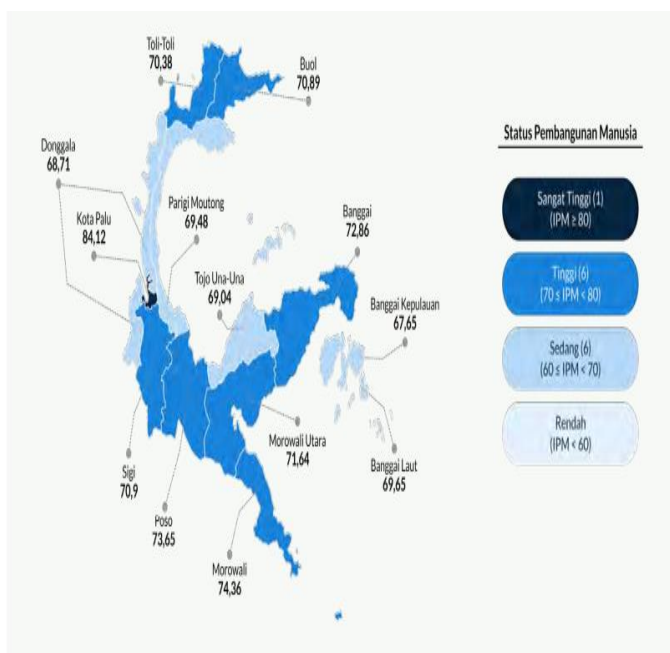 Toli-Toli
70,38
Buol
70,89
Donggala
68,71
Kota Palu
84,12
Parigi Moutong
69,48
Tojo Una-Una
69,04
Banggai
72,86
Banggai Kepulauan
67,65
Banggai Laut
69,65
Morowali Utara
71,64
Sigi
70,9
Poso
73,65
Morowali
74,36
Status Pembangunan Manusia
Sangat Tinggi (1)
(IPM ≥ 80)
Tinggi (6)
(70 ≤ IPM < 80)
Sedang (6)
(60 ≤ IPM < 70)
Rendah
(IPM < 60)